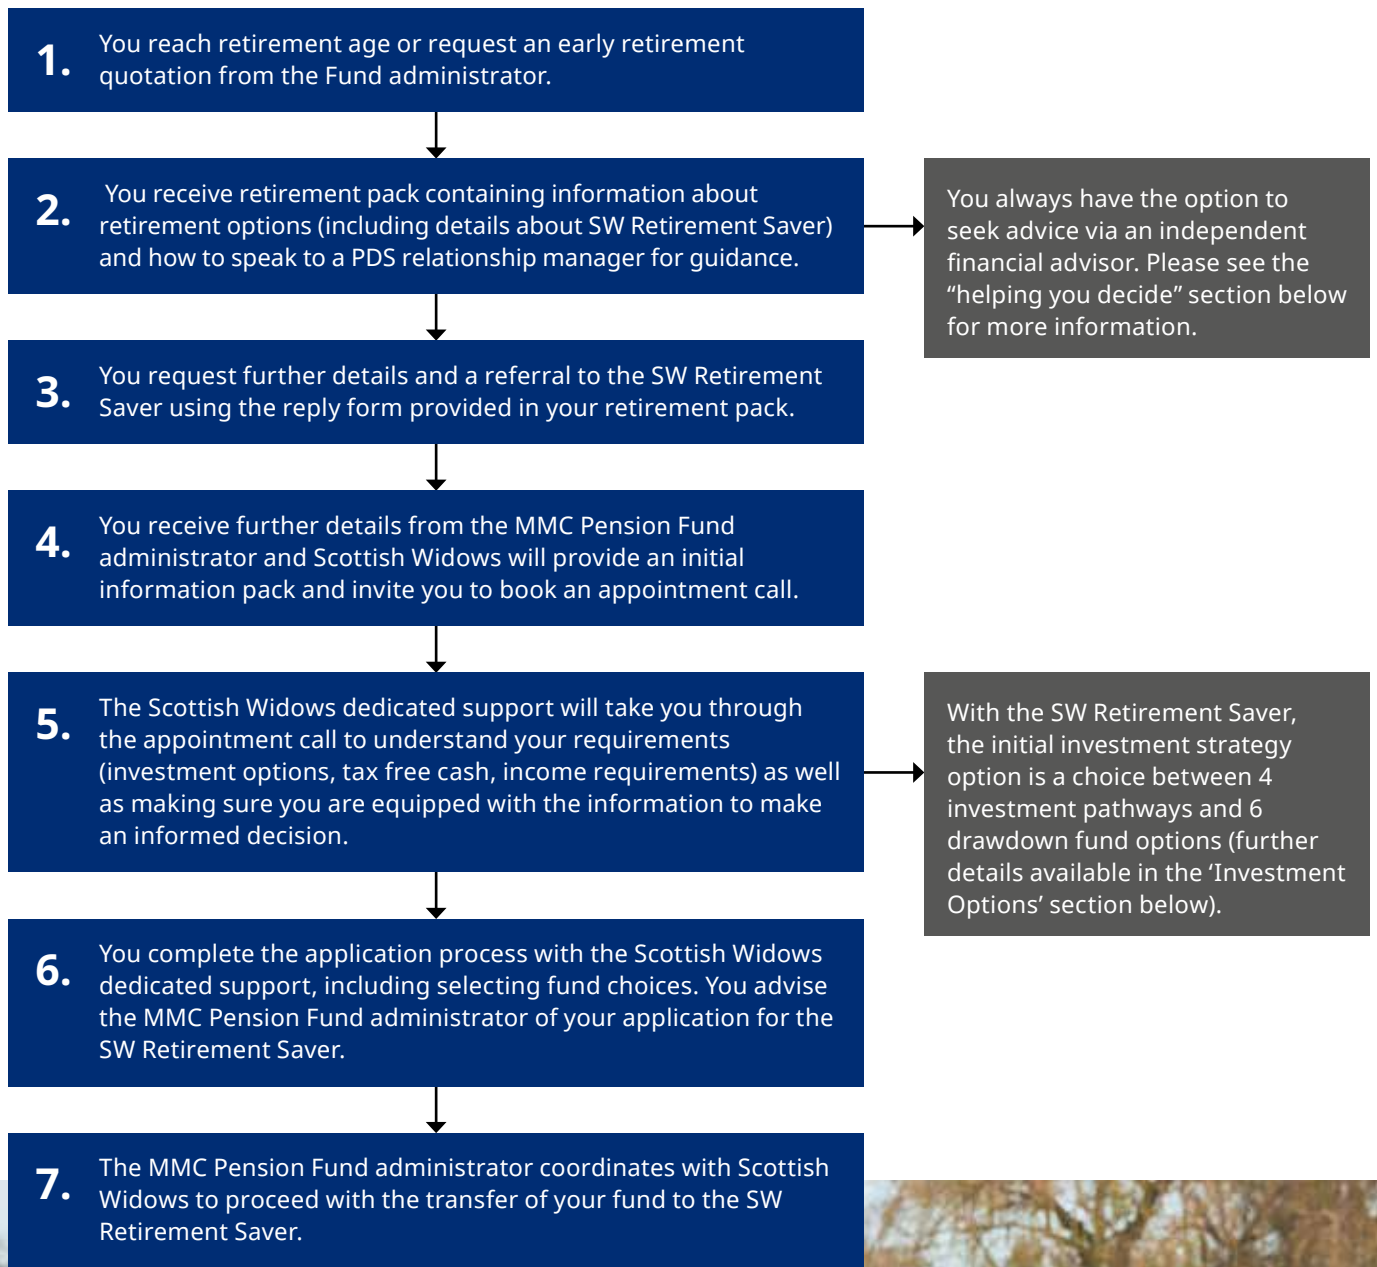 1.
You reach retirement age or request an early retirement
quotation from the Fund administrator.
2.
You receive retirement pack containing information about
retirement options (including details about SW Retirement Saver)
and how to speak to a PDS relationship manager for guidance.
You always have the option to
seek advice via an independent
financial advisor. Please see the
“helping you decide” section below
for more information.
3.
You request further details and a referral to the SW Retirement
Saver using the reply form provided in your retirement pack.
4.
You receive further details from the MMC Pension Fund
administrator and Scottish Widows will provide an initial
information pack and invite you to book an appointment call.
5.
The Scottish Widows dedicated support will take you through
the appointment call to understand your requirements
(investment options, tax free cash, income requirements) as well
as making sure you are equipped with the information to make
an informed decision.
With the SW Retirement Saver,
the initial investment strategy
option is a choice between 4
investment pathways and 6
drawdown fund options (further
details available in the ‘Investment
Options’ section below).
6.
You complete the application process with the Scottish Widows
dedicated support, including selecting fund choices. You advise
the MMC Pension Fund administrator of your application for the
SW Retirement Saver.
7.
The MMC Pension Fund administrator coordinates with Scottish
Widows to proceed with the transfer of your fund to the SW
Retirement Saver.